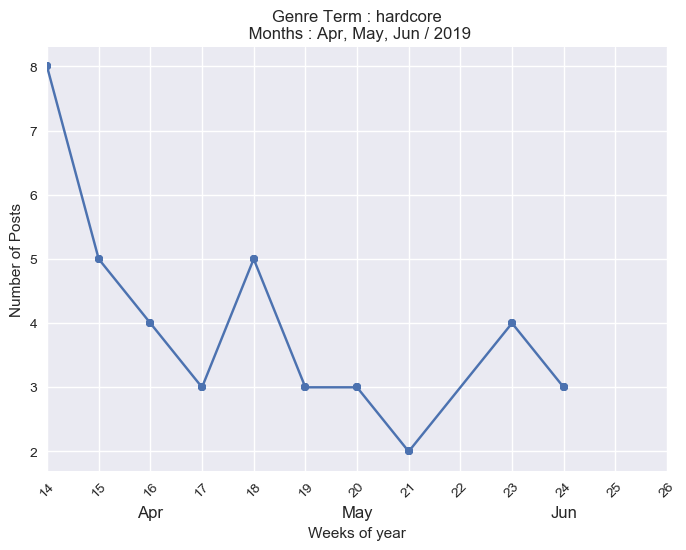 Genre Term : hardcore
Months : Apr, May, Jun / 2019
Number of Posts
8
7
6
5
4
3
2
14 15 16 17 18 19 20 21 22 23 24 25 26
Apr May Jun
Weeks of year